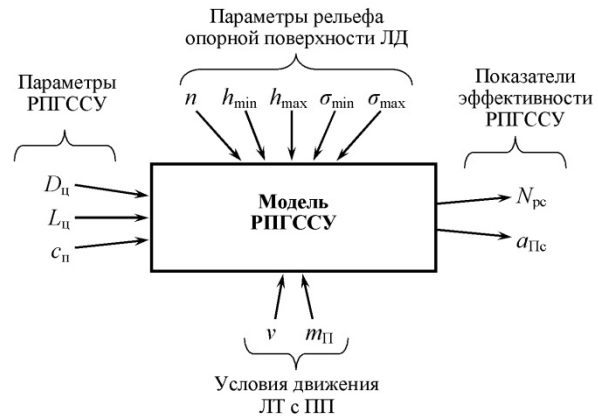 Параметры рельефа
опорной поверхности ЛД
n h_min h_max σ_min σ_max
Параметры
РПГССУ
D_ц
L_ц
c_п
Модель
РПГССУ
Показатели
эффективности
РПГССУ
N_рс
a_Пс
v m_П
Условия движения
ЛТ с ПП